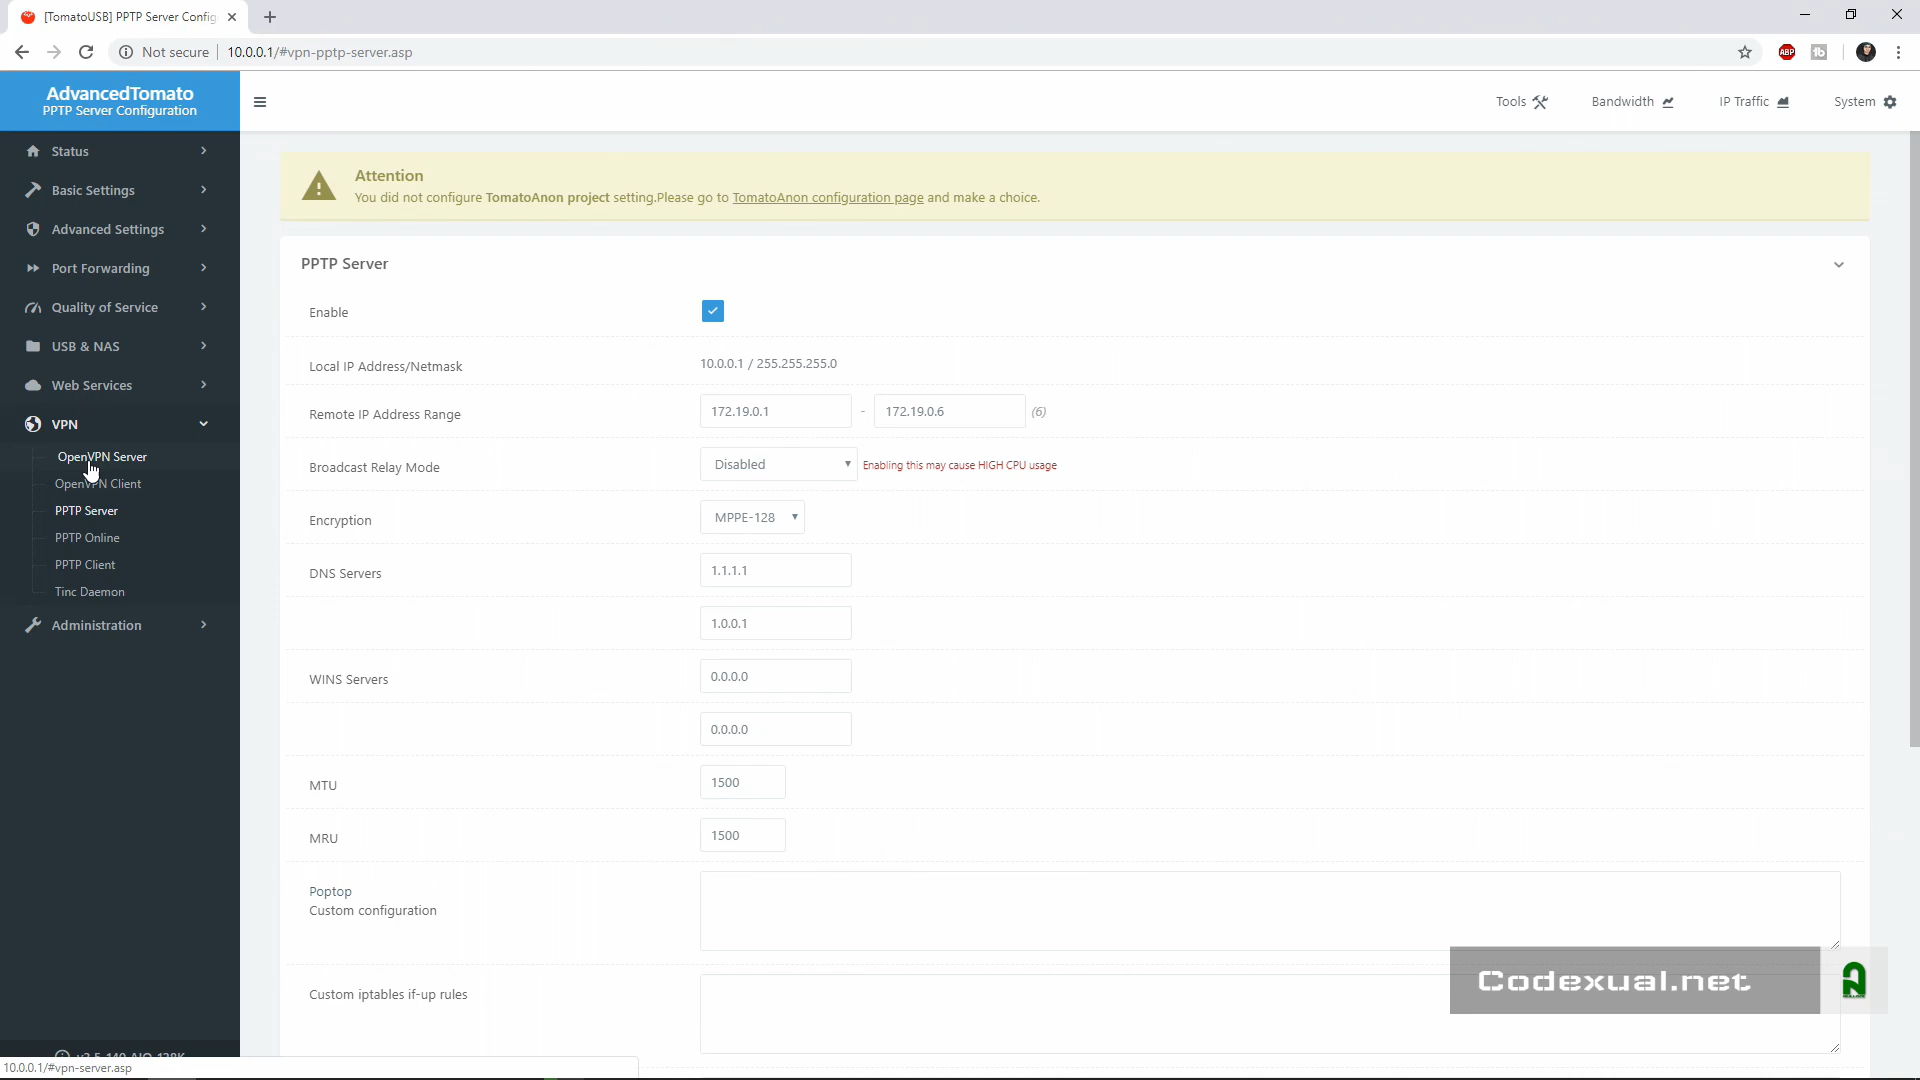 [TomatoUSB] PPTP Server Config
Not secure
10.0.0.1/#vpn-pptp-server.asp
ABP
AdvancedTomato
PPTP Server Configuration
Tools
Bandwidth
IP Traffic
System
Status
Basic Settings
Advanced Settings
Port Forwarding
Quality of Service
USB & NAS
Web Services
VPN
OpenVPN Server
OpenVPN Client
PPTP Server
PPTP Online
PPTP Client
Tinc Daemon
Administration
Attention
You did not configure TomatoAnon project setting.Please go to TomatoAnon configuration page and make a choice.
PPTP Server
Enable
Local IP Address/Netmask
10.0.0.1 / 255.255.255.0
Remote IP Address Range
172.19.0.1 - 172.19.0.6 (6)
Broadcast Relay Mode
Disabled
Enabling this may cause HIGH CPU usage
Encryption
MPPE-128
DNS Servers
1.1.1.1
1.0.0.1
WINS Servers
0.0.0.0
0.0.0.0
MTU
1500
MRU
1500
Poptop
Custom configuration
Custom iptables if-up rules
Codexual.net
10.0.0.1/#vpn-server.asp